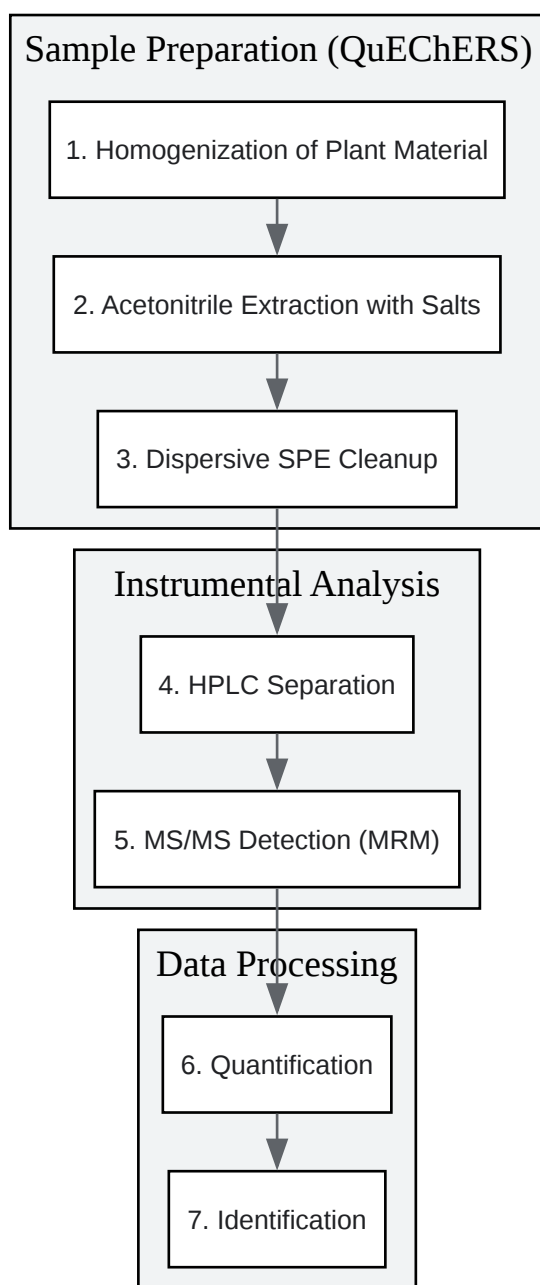 Sample Preparation (QuEChERS)
1. Homogenization of Plant Material
2. Acetonitrile Extraction with Salts
3. Dispersive SPE Cleanup
Instrumental Analysis
4. HPLC Separation
5. MS/MS Detection (MRM)
Data Processing
6. Quantification
7. Identification